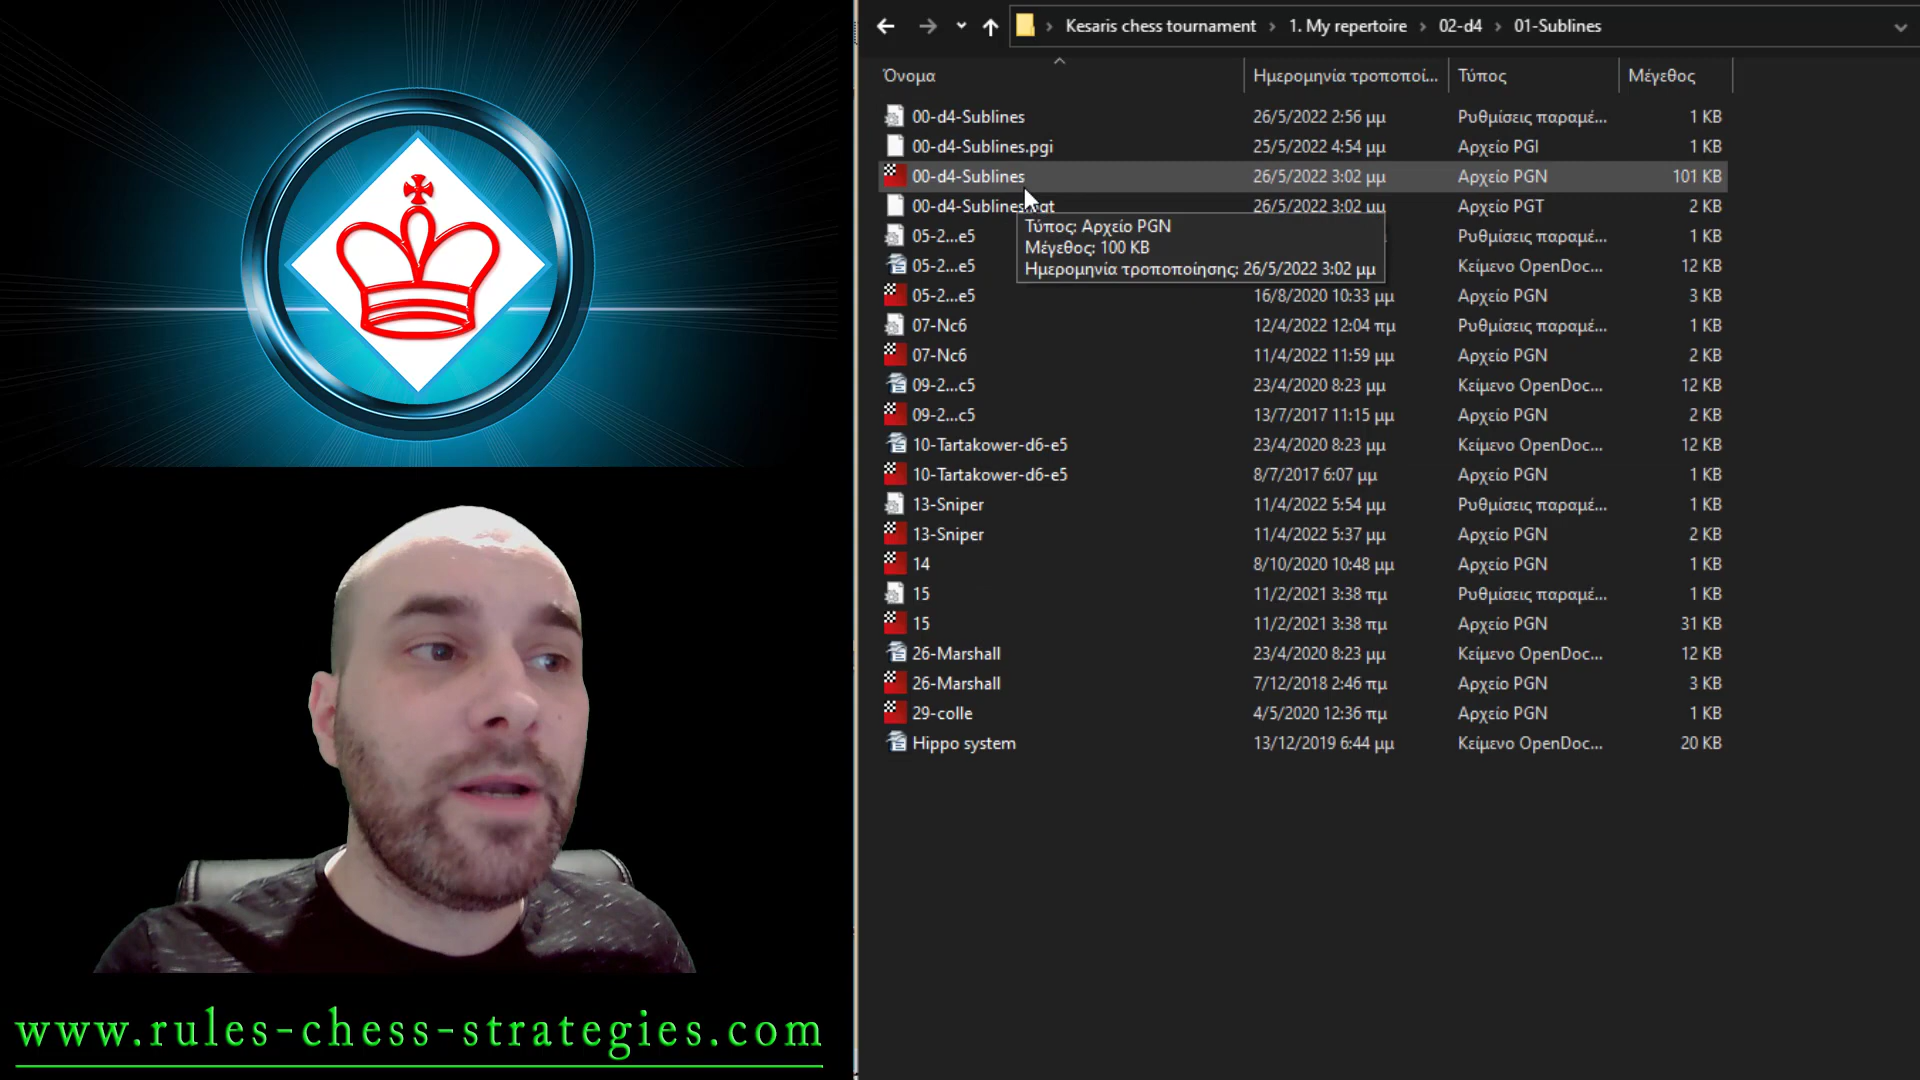 Kesaris chess tournament > 1. My repertoire > 02-d4 > 01-Sublines
Όνομα Ημερομηνία τροποποί... Τύπος Μέγεθος
00-d4-Sublines 26/5/2022 2:56 μμ Ρυθμίσεις παραμέ... 1 KB
00-d4-Sublines.pgi 25/5/2022 4:54 μμ Αρχείο PGI 1 KB
00-d4-Sublines 26/5/2022 3:02 μμ Αρχείο PGN 101 KB
00-d4-Sublines.pgt 26/5/2022 3:02 μμ Αρχείο PGT 2 KB
Τύπος: Αρχείο PGN
Μέγεθος: 100 KB
Ημερομηνία τροποποίησης: 26/5/2022 3:02 μμ
05-2...e5 Ρυθμίσεις παραμέ... 1 KB
05-2...e5 Κείμενο OpenDoc... 12 KB
05-2...e5 16/8/2020 10:33 μμ Αρχείο PGN 3 KB
07-Nc6 12/4/2022 12:04 πμ Ρυθμίσεις παραμέ... 1 KB
07-Nc6 11/4/2022 11:59 μμ Αρχείο PGN 2 KB
09-2...c5 23/4/2020 8:23 μμ Κείμενο OpenDoc... 12 KB
09-2...c5 13/7/2017 11:15 μμ Αρχείο PGN 2 KB
10-Tartakower-d6-e5 23/4/2020 8:23 μμ Κείμενο OpenDoc... 12 KB
10-Tartakower-d6-e5 8/7/2017 6:07 μμ Αρχείο PGN 1 KB
13-Sniper 11/4/2022 5:54 μμ Ρυθμίσεις παραμέ... 1 KB
13-Sniper 11/4/2022 5:37 μμ Αρχείο PGN 2 KB
14 8/10/2020 10:48 μμ Αρχείο PGN 1 KB
15 11/2/2021 3:38 πμ Ρυθμίσεις παραμέ... 1 KB
15 11/2/2021 3:38 πμ Αρχείο PGN 31 KB
26-Marshall 23/4/2020 8:23 μμ Κείμενο OpenDoc... 12 KB
26-Marshall 7/12/2018 2:46 πμ Αρχείο PGN 3 KB
29-colle 4/5/2020 12:36 πμ Αρχείο PGN 1 KB
Hippo system 13/12/2019 6:44 μμ Κείμενο OpenDoc... 20 KB
www.rules-chess-strategies.com